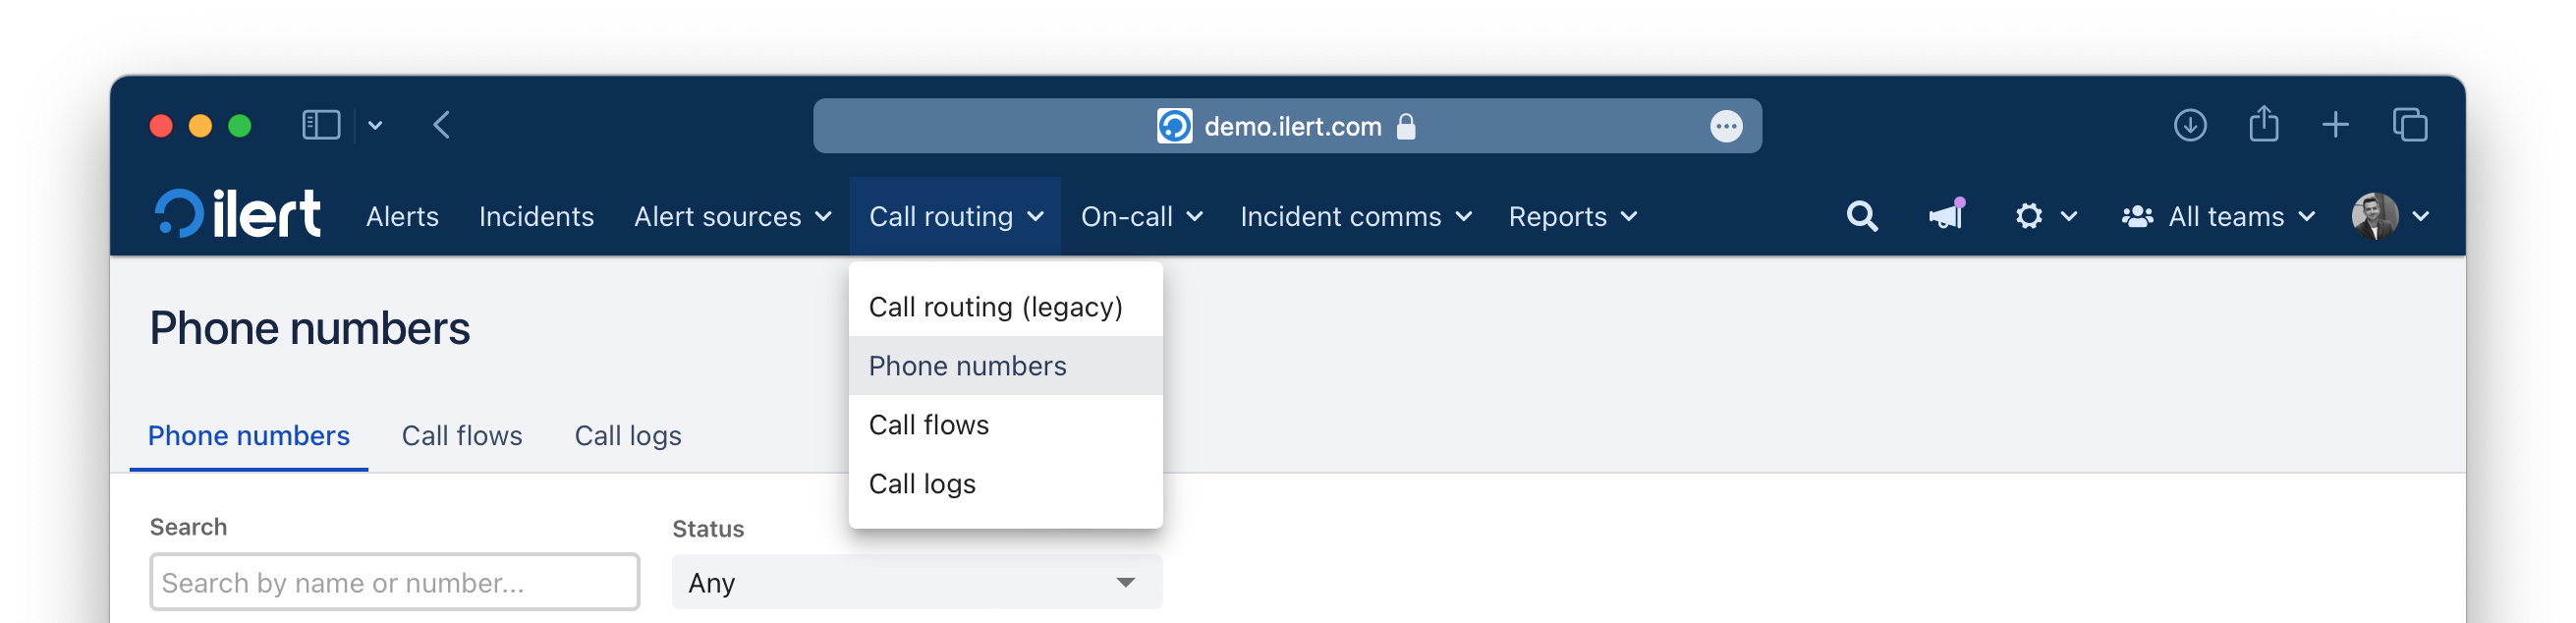 demo.ilert.com
ilert Alerts Incidents Alert sources Call routing On-call Incident comms Reports All teams
Call routing (legacy)
Phone numbers
Call flows
Call logs
Phone numbers
Phone numbers Call flows Call logs
Search
Search by name or number...
Status
Any